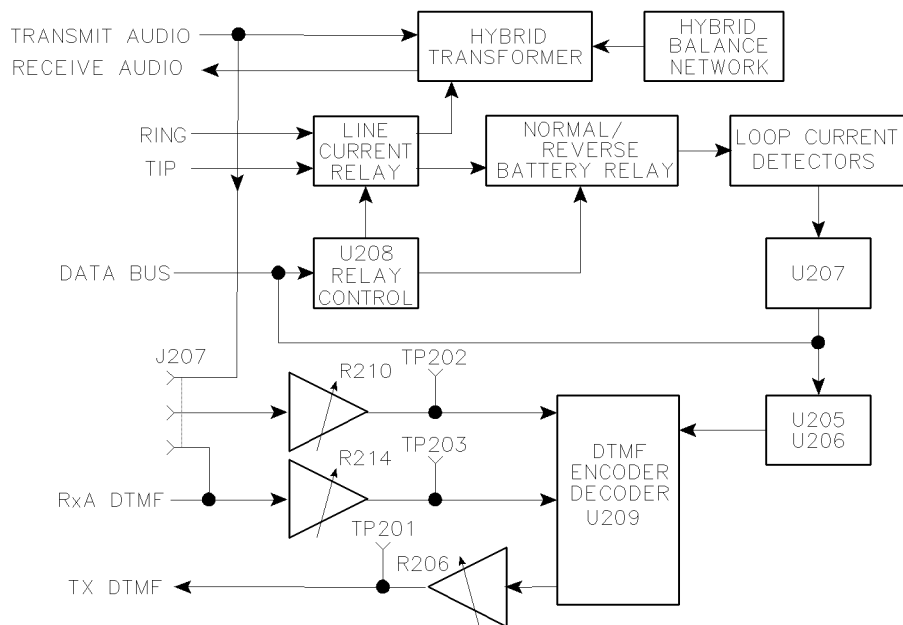 TRANSMIT AUDIO
RECEIVE AUDIO
HYBRID
TRANSFORMER
HYBRID
BALANCE
NETWORK
RING
TIP
LINE
CURRENT
RELAY
NORMAL/
REVERSE
BATTERY RELAY
LOOP CURRENT
DETECTORS
DATA BUS
U208
RELAY
CONTROL
U207
J207
R210
TP202
U205
U206
R214
TP203
DTMF
ENCODER
DECODER
U209
RxA DTMF
TP201
R206
TX DTMF